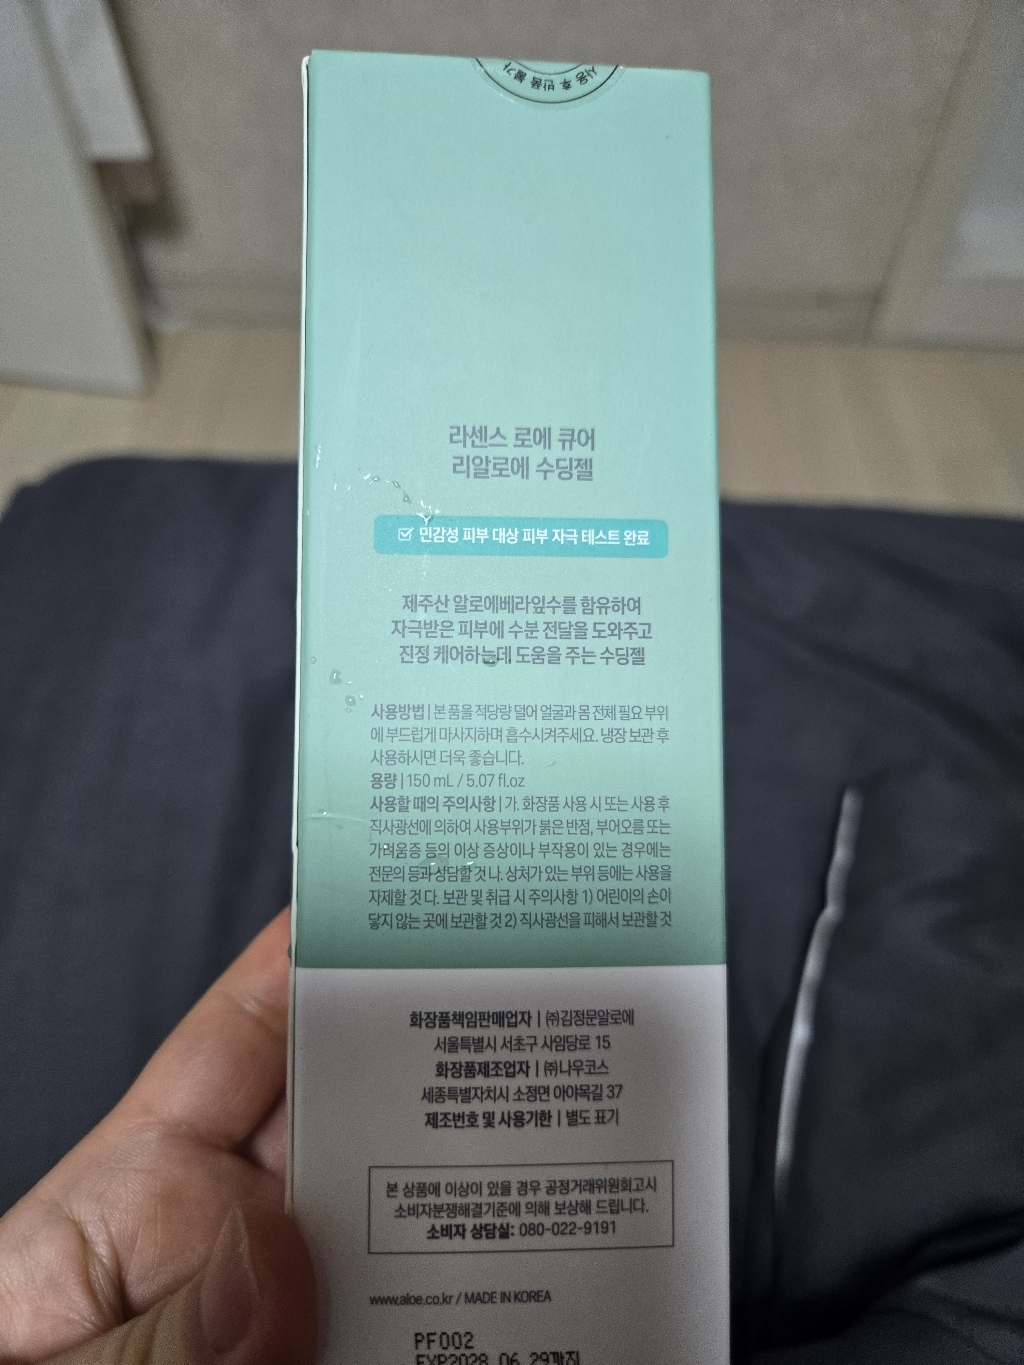 사용 후 반품 불가
라센스 로에 큐어
리얄로에 수딩젤
민감성 피부 대상 피부 자극 테스트 완료
제주산 알로에베라잎수를 함유하여
자극받은 피부에 수분 전달을 도와주고
진정 케어하는데 도움을 주는 수딩젤
사용방법 | 본 품을 적당량 덜어 얼굴과 몸 전체 필요 부위
에 부드럽게 마사지하며 흡수시켜주세요. 냉장 보관 후
사용하시면 더욱 좋습니다.
용량 | 150 mL / 5.07 fl.oz
사용할 때의 주의사항 | 가. 화장품 사용 시 또는 사용 후
직사광선에 의하여 사용부위가 붉은 반점, 부어오름 또는
가려움증 등의 이상 증상이나 부작용이 있는 경우에는
전문의 등과 상담할 것 나. 상처가 있는 부위 등에는 사용을
자제할 것 다. 보관 및 취급 시 주의사항 1) 어린이의 손이
닿지 않는 곳에 보관할 것 2) 직사광선을 피해서 보관할 것
화장품책임판매업자 | ㈜김정문알로에
서울특별시 서초구 사임당로 15
화장품제조업자 | ㈜나우코스
세종특별자치시 소정면 아야목길 37
제조번호 및 사용기한 | 별도 표기
본 상품에 이상이 있을 경우 공정거래위원회고시
소비자분쟁해결기준에 의해 보상해 드립니다.
소비자 상담실: 080-022-9191
www.aloe.co.kr / MADE IN KOREA
PF002
EXP2028.06.29까지